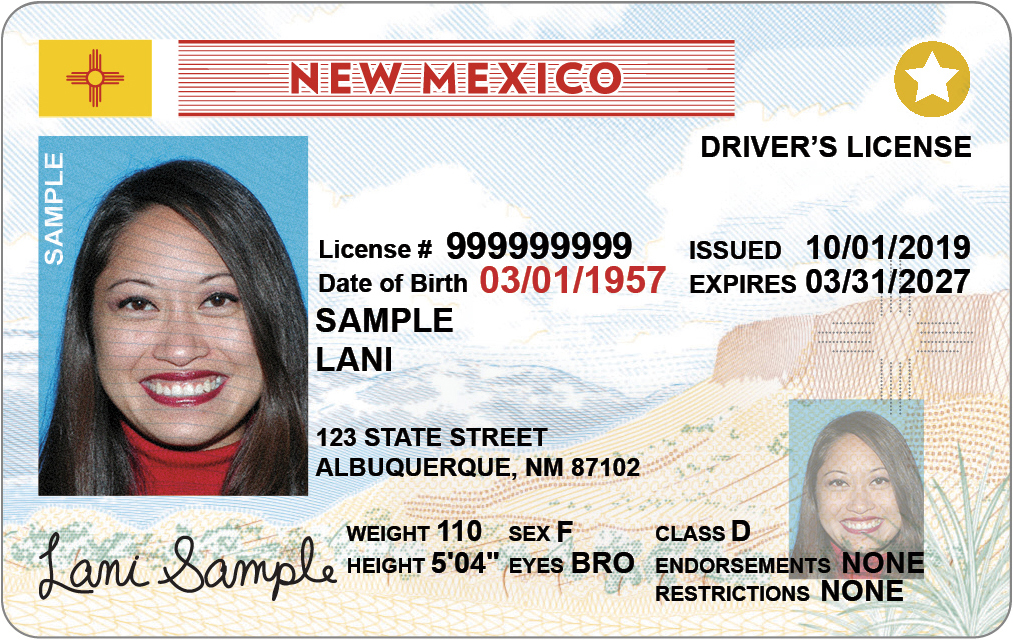 NEW MEXICO
DRIVER'S LICENSE
SAMPLE
License # 999999999
Date of Birth 03/01/1957
ISSUED 10/01/2019
EXPIRES 03/31/2027
SAMPLE
LANI
123 STATE STREET
ALBUQUERQUE, NM 87102
WEIGHT 110 SEX F
HEIGHT 5'04" EYES BRO
CLASS D
ENDORSEMENTS NONE
RESTRICTIONS NONE
Lani Sample